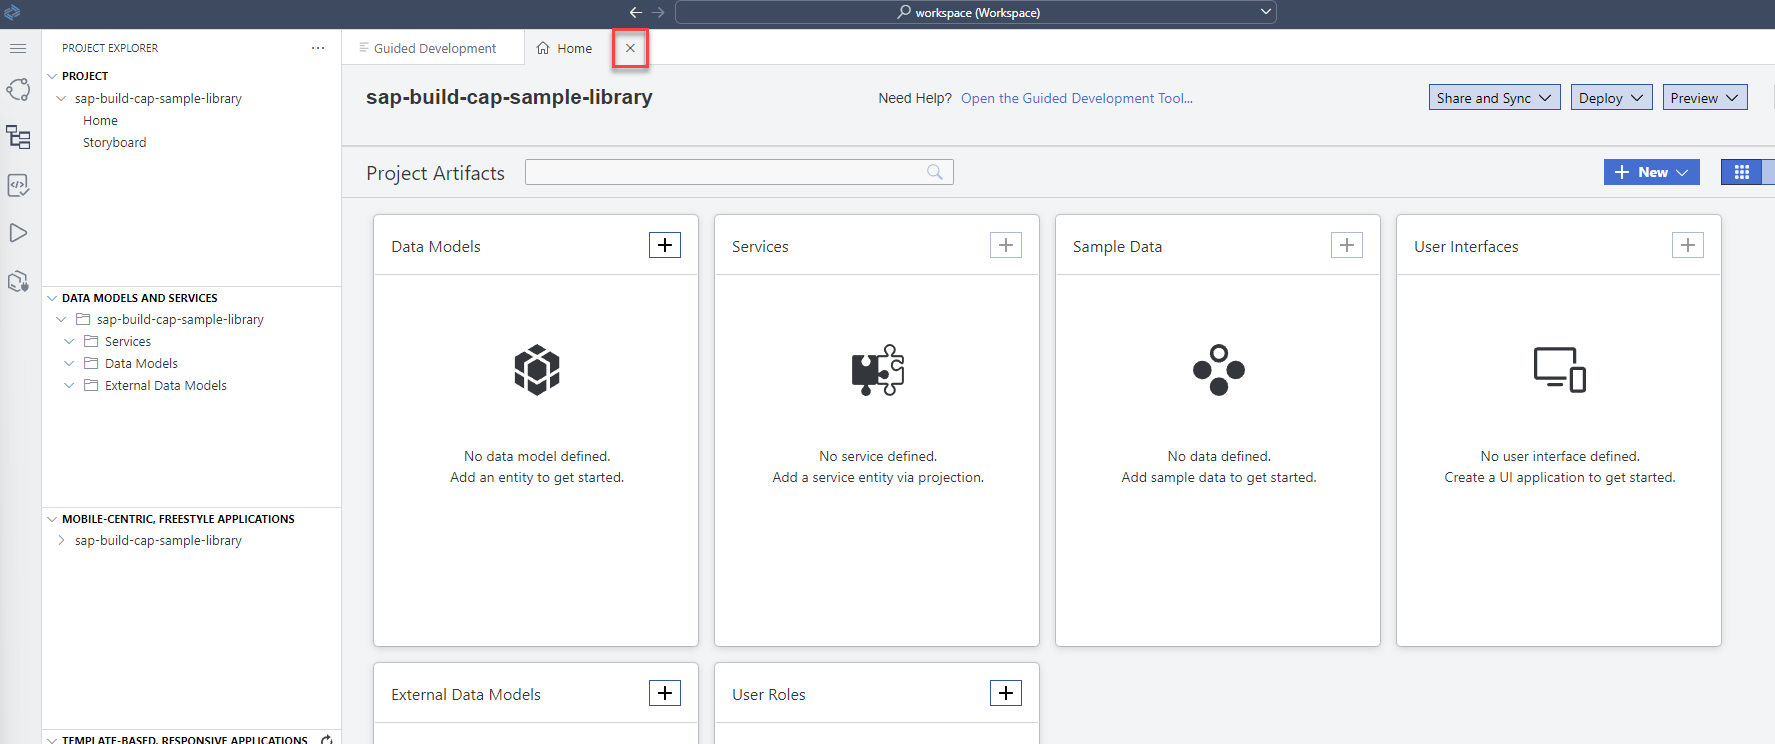 workspace (Workspace)
PROJECT EXPLORER
PROJECT
sap-build-cap-sample-library
Home
Storyboard
DATA MODELS AND SERVICES
sap-build-cap-sample-library
Services
Data Models
External Data Models
MOBILE-CENTRIC, FREESTYLE APPLICATIONS
sap-build-cap-sample-library
TEMPLATE-BASED, RESPONSIVE APPLICATIONS
Guided Development
Home
sap-build-cap-sample-library
Need Help? Open the Guided Development Tool...
Share and Sync
Deploy
Preview
Project Artifacts
New
Data Models
No data model defined.
Add an entity to get started.
Services
No service defined.
Add a service entity via projection.
Sample Data
No data defined.
Add sample data to get started.
User Interfaces
No user interface defined.
Create a UI application to get started.
External Data Models
User Roles